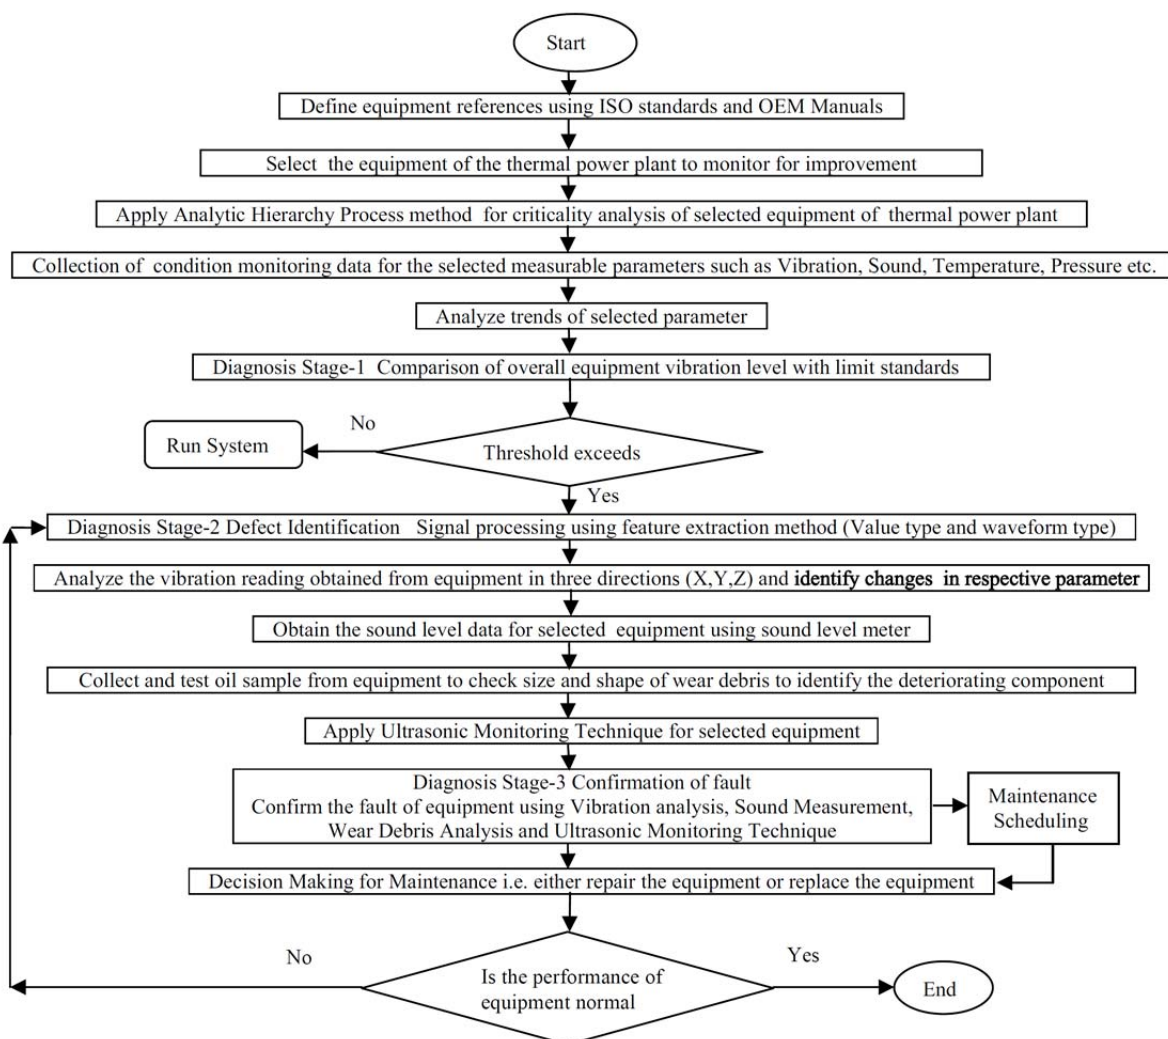 Start
Define equipment references using ISO standards and OEM Manuals
Select the equipment of the thermal power plant to monitor for improvement
Apply Analytic Hierarchy Process method for criticality analysis of selected equipment of thermal power plant
Collection of condition monitoring data for the selected measurable parameters such as Vibration, Sound, Temperature, Pressure etc.
Analyze trends of selected parameter
Diagnosis Stage-1 Comparison of overall equipment vibration level with limit standards
No
Run System
Threshold exceeds
Yes
Diagnosis Stage-2 Defect Identification Signal processing using feature extraction method (Value type and waveform type)
Analyze the vibration reading obtained from equipment in three directions (X,Y,Z) and identify changes in respective parameter
Obtain the sound level data for selected equipment using sound level meter
Collect and test oil sample from equipment to check size and shape of wear debris to identify the deteriorating component
Apply Ultrasonic Monitoring Technique for selected equipment
Diagnosis Stage-3 Confirmation of fault
Confirm the fault of equipment using Vibration analysis, Sound Measurement,
Wear Debris Analysis and Ultrasonic Monitoring Technique
Maintenance
Scheduling
Decision Making for Maintenance i.e. either repair the equipment or replace the equipment
No
Yes
Is the performance of
equipment normal
End